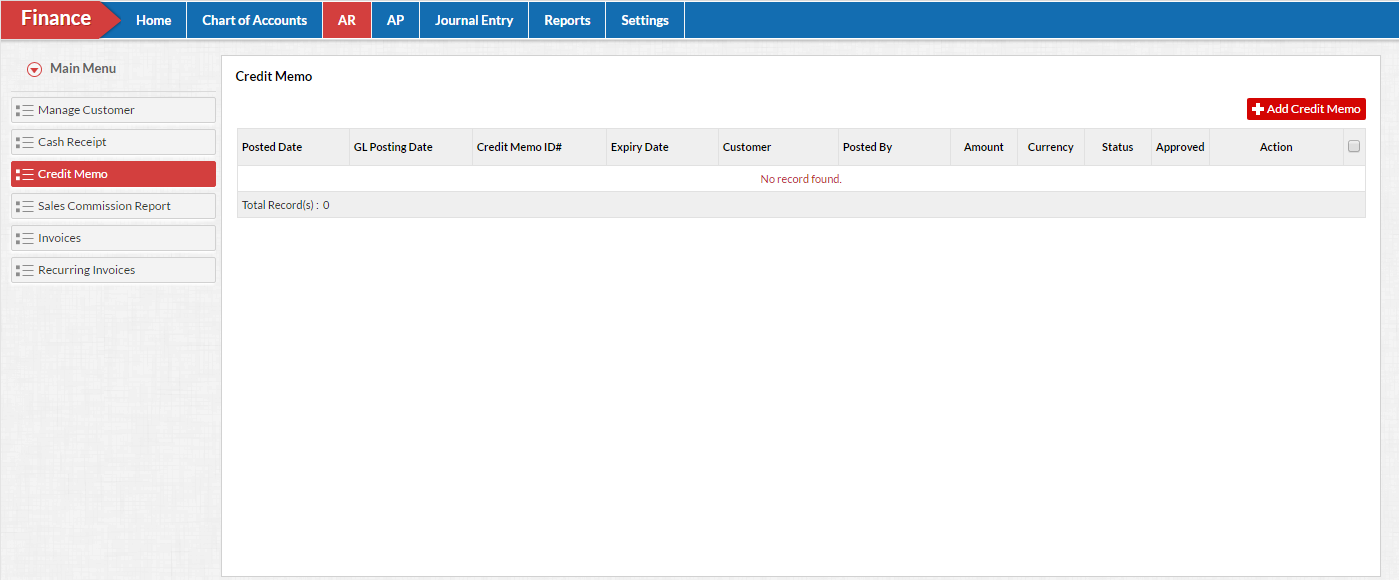 Finance Home Chart of Accounts AR AP Journal Entry Reports Settings
Main Menu
Manage Customer
Cash Receipt
Credit Memo
Sales Commission Report
Invoices
Recurring Invoices
Credit Memo
Add Credit Memo
Posted Date GL Posting Date Credit Memo ID# Expiry Date Customer Posted By Amount Currency Status Approved Action
No record found.
Total Record(s) : 0